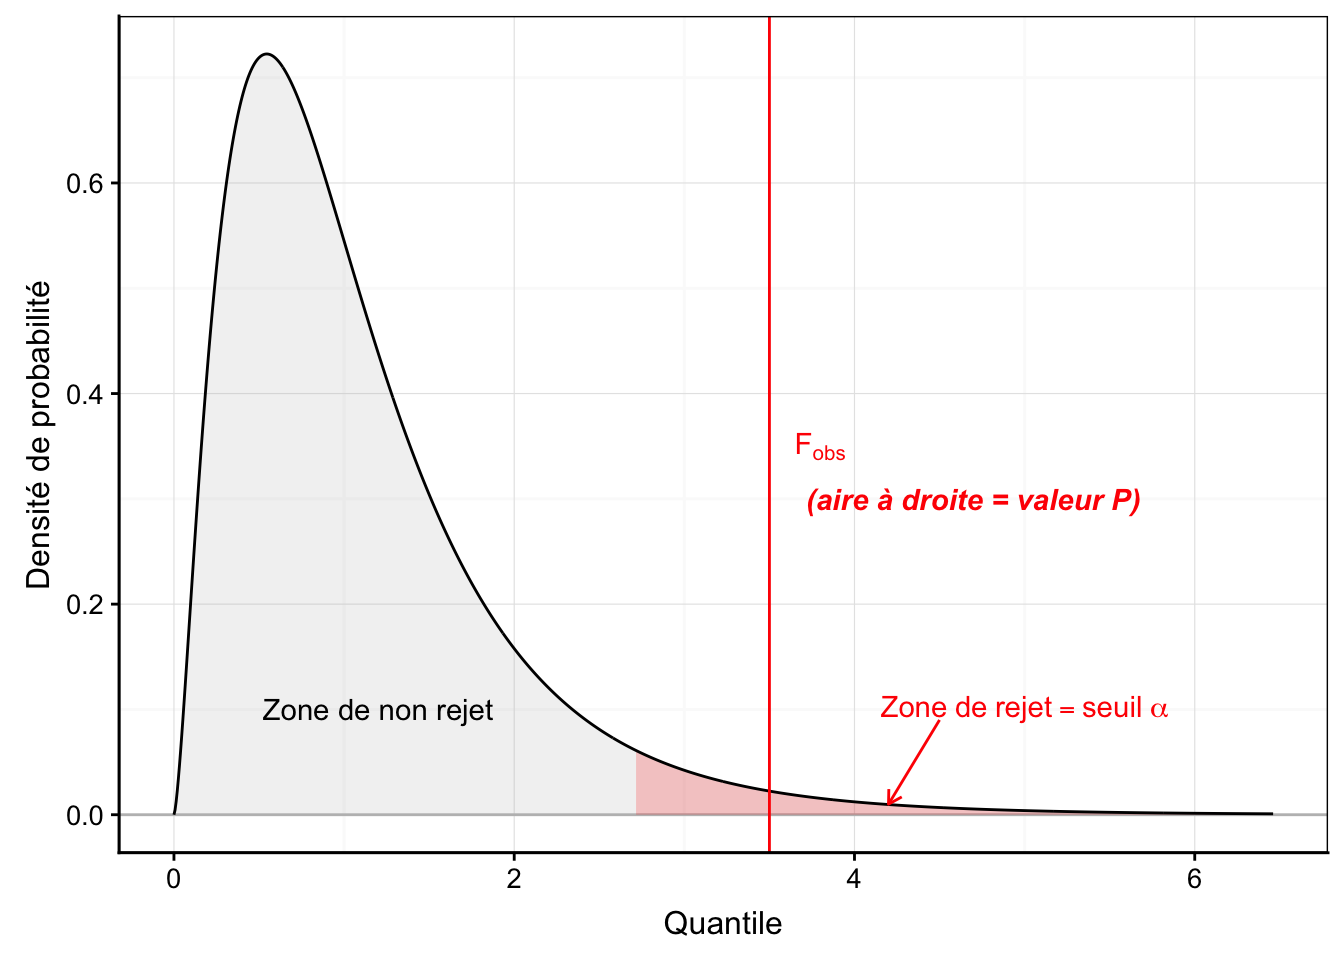 0.6
0.4
0.2
0.0
Densité de probabilité
F_obs
(aire à droite = valeur P)
Zone de non rejet
Zone de rejet = seuil α
0 2 4 6
Quantile